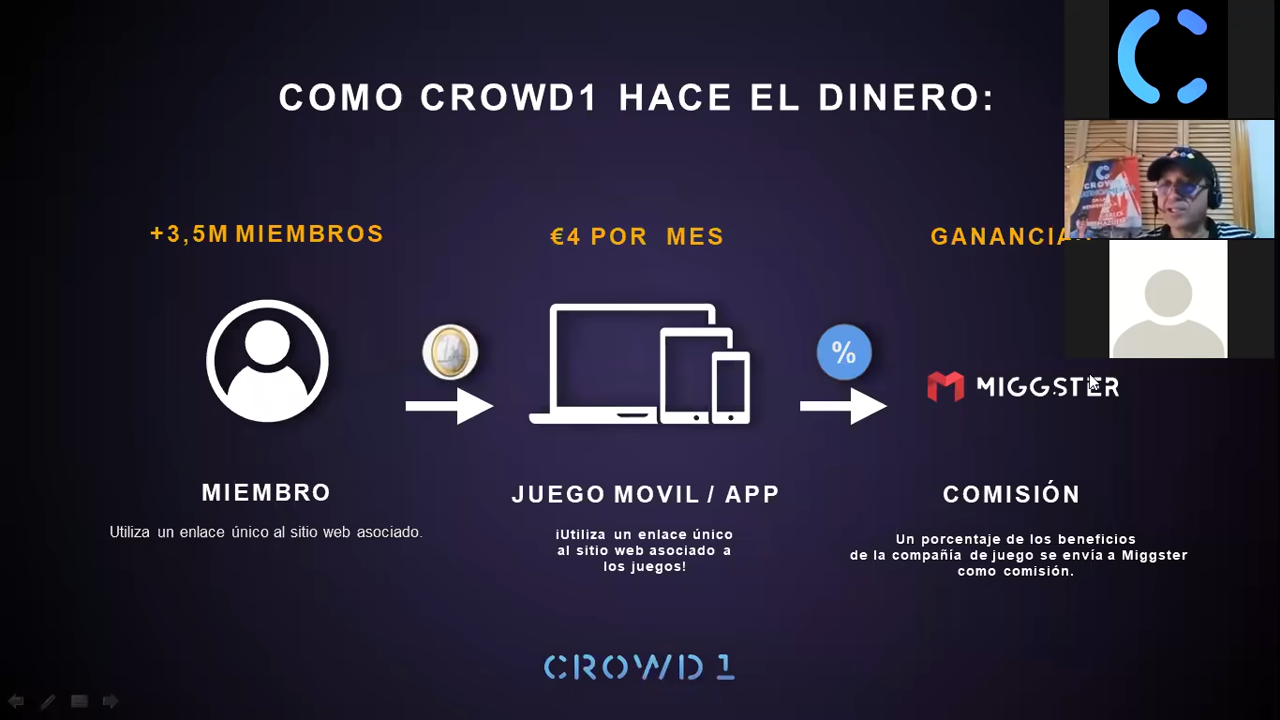 COMO CROWD1 HACE EL DINERO:
+3,5M MIEMBROS
€4 POR MES
%
MIGGSTER
MIEMBRO
Utiliza un enlace único al sitio web asociado.
JUEGO MOVIL / APP
¡Utiliza un enlace único
al sitio web asociado a
los juegos!
COMISIÓN
Un porcentaje de los beneficios
de la compañía de juego se envía a Miggster
como comisión.
CROWD1